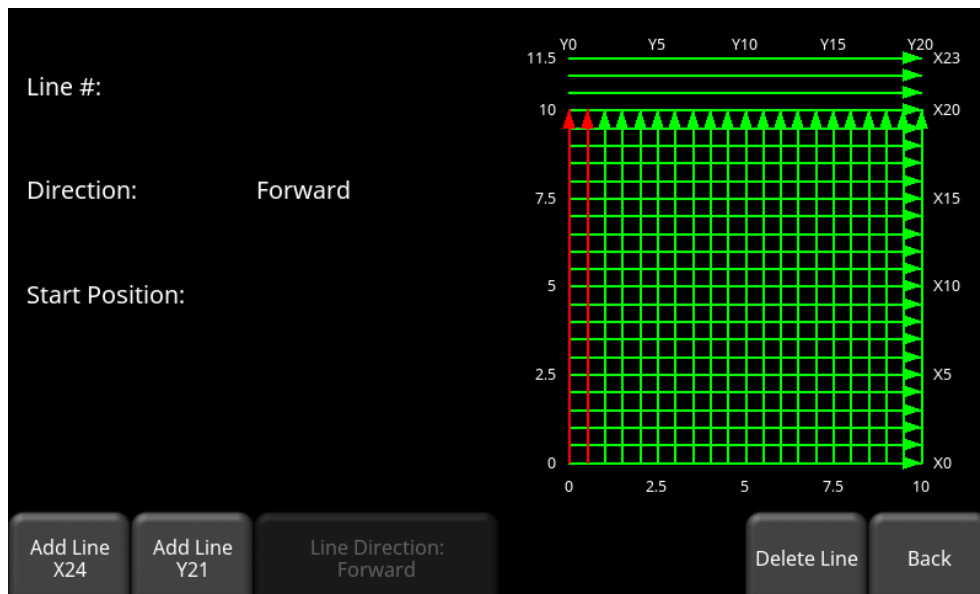 Line #:
Direction: Forward
Start Position:
Y0 Y5 Y10 Y15 Y20
11.5 X23
10 X20
7.5 X15
5 X10
2.5 X5
0 X0
0 2.5 5 7.5 10
Add Line
X24
Add Line
Y21
Line Direction:
Forward
Delete Line
Back